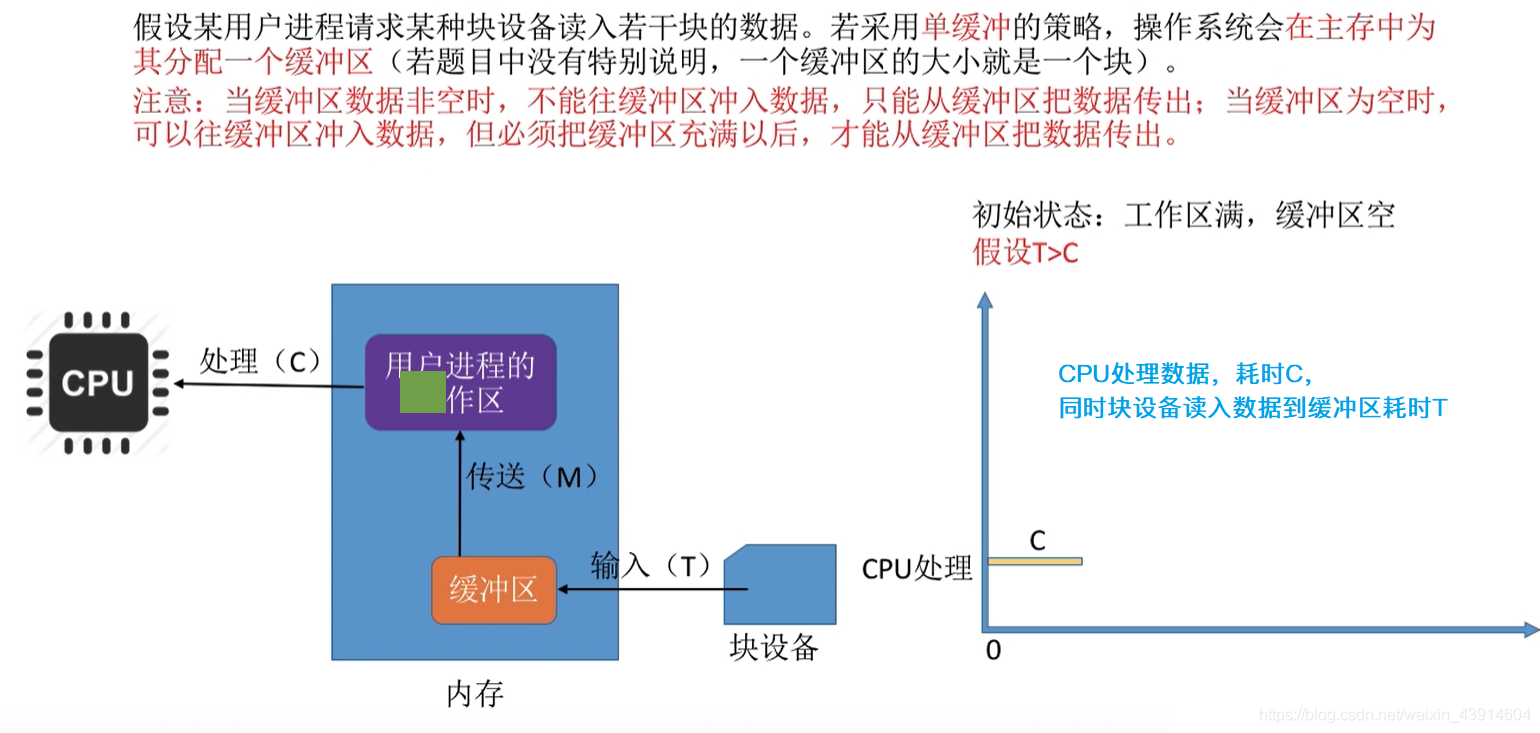 假设某用户进程请求某种块设备读入若干块的数据。若采用单缓冲的策略，操作系统会在主存中为
其分配一个缓冲区（若题目中没有特别说明，一个缓冲区的大小就是一个块）。
注意：当缓冲区数据非空时，不能往缓冲区冲入数据，只能从缓冲区把数据传出；当缓冲区为空时，
可以往缓冲区冲入数据，但必须把缓冲区充满以后，才能从缓冲区把数据传出。
初始状态：工作区满，缓冲区空
假设T>C
CPU
处理（C）
用户进程的
作区
传送（M）
缓冲区
输入（T）
块设备
内存
CPU处理数据，耗时C，
同时块设备读入数据到缓冲区耗时T
C
CPU处理
0
https://blog.csdn.net/weixin_43914604